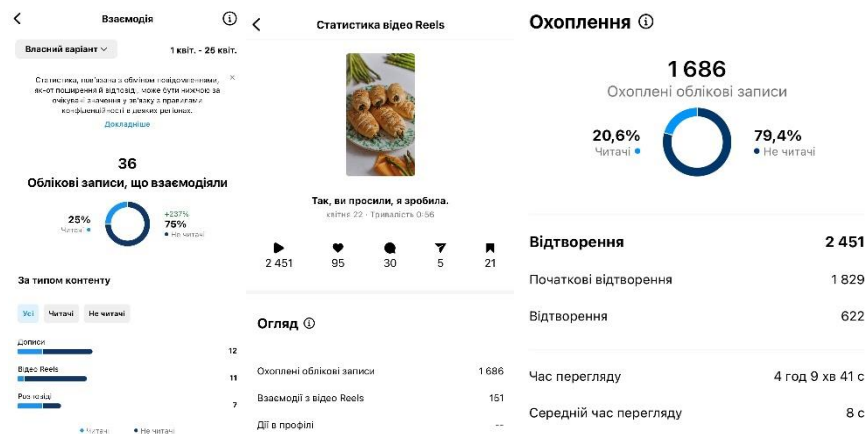 Взаємодія
Власний варіант
1 квіт. - 25 квіт.
Статистика, пов'язана з обміном повідомленнями,
як-от поширення й відповіді, може бути нижчою за
очікувані значення у зв'язку з правилами
конфіденційності в деяких регіонах.
Докладніше
36
Облікові записи, що взаємодіяли
25%
Читачі
+237%
75%
Не читачі
За типом контенту
Усі Читачі Не читачі
Дописи
12
Відео Reels
11
Розповіді
7
Читачі Не читачі
Статистика відео Reels
Так, ви просили, я зробила.
квітня 22 · Тривалість 0:56
2 451 95 30 5 21
Огляд
Охоплені облікові записи 1 686
Взаємодії з відео Reels 151
Дії в профілі --
Охоплення
1 686
Охоплені облікові записи
20,6%
Читачі
79,4%
Не читачі
Відтворення 2 451
Початкові відтворення 1 829
Відтворення 622
Час перегляду 4 год 9 хв 41 с
Середній час перегляду 8 с